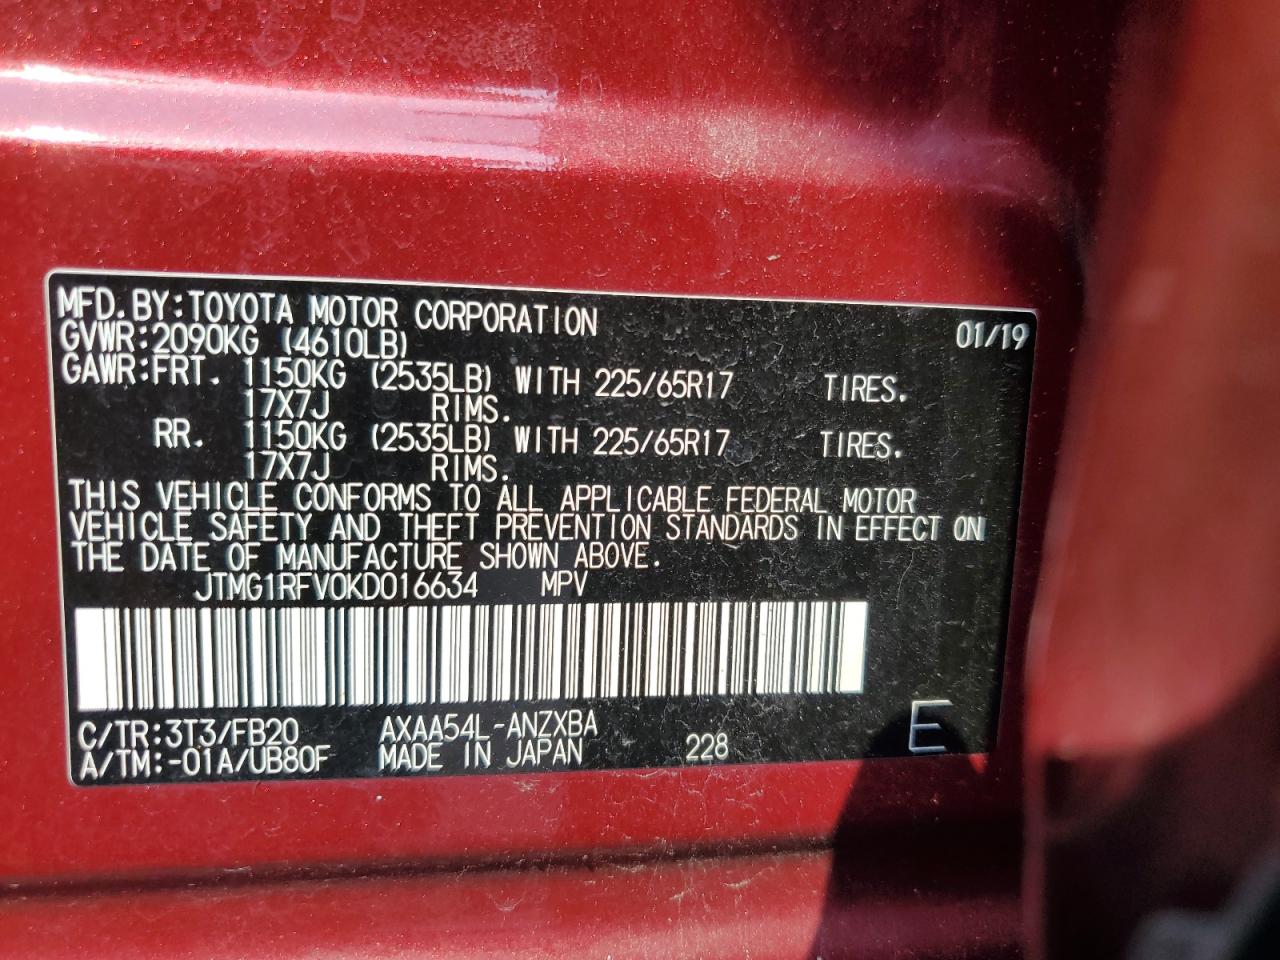 MFD.BY:TOYOTA MOTOR CORPORATION 01/19
GVWR:2090KG (4610LB)
GAWR:FRT. 1150KG (2535LB) WITH 225/65R17 TIRES.
17X7J RIMS.
RR. 1150KG (2535LB) WITH 225/65R17 TIRES.
17X7J RIMS.
THIS VEHICLE CONFORMS TO ALL APPLICABLE FEDERAL MOTOR
VEHICLE SAFETY AND THEFT PREVENTION STANDARDS IN EFFECT ON
THE DATE OF MANUFACTURE SHOWN ABOVE.
JTMG1RFV0KD016634 MPV
C/TR:3T3/FB20 AXAA54L-ANZXBA
A/TM:-01A/UB80F MADE IN JAPAN 228 E